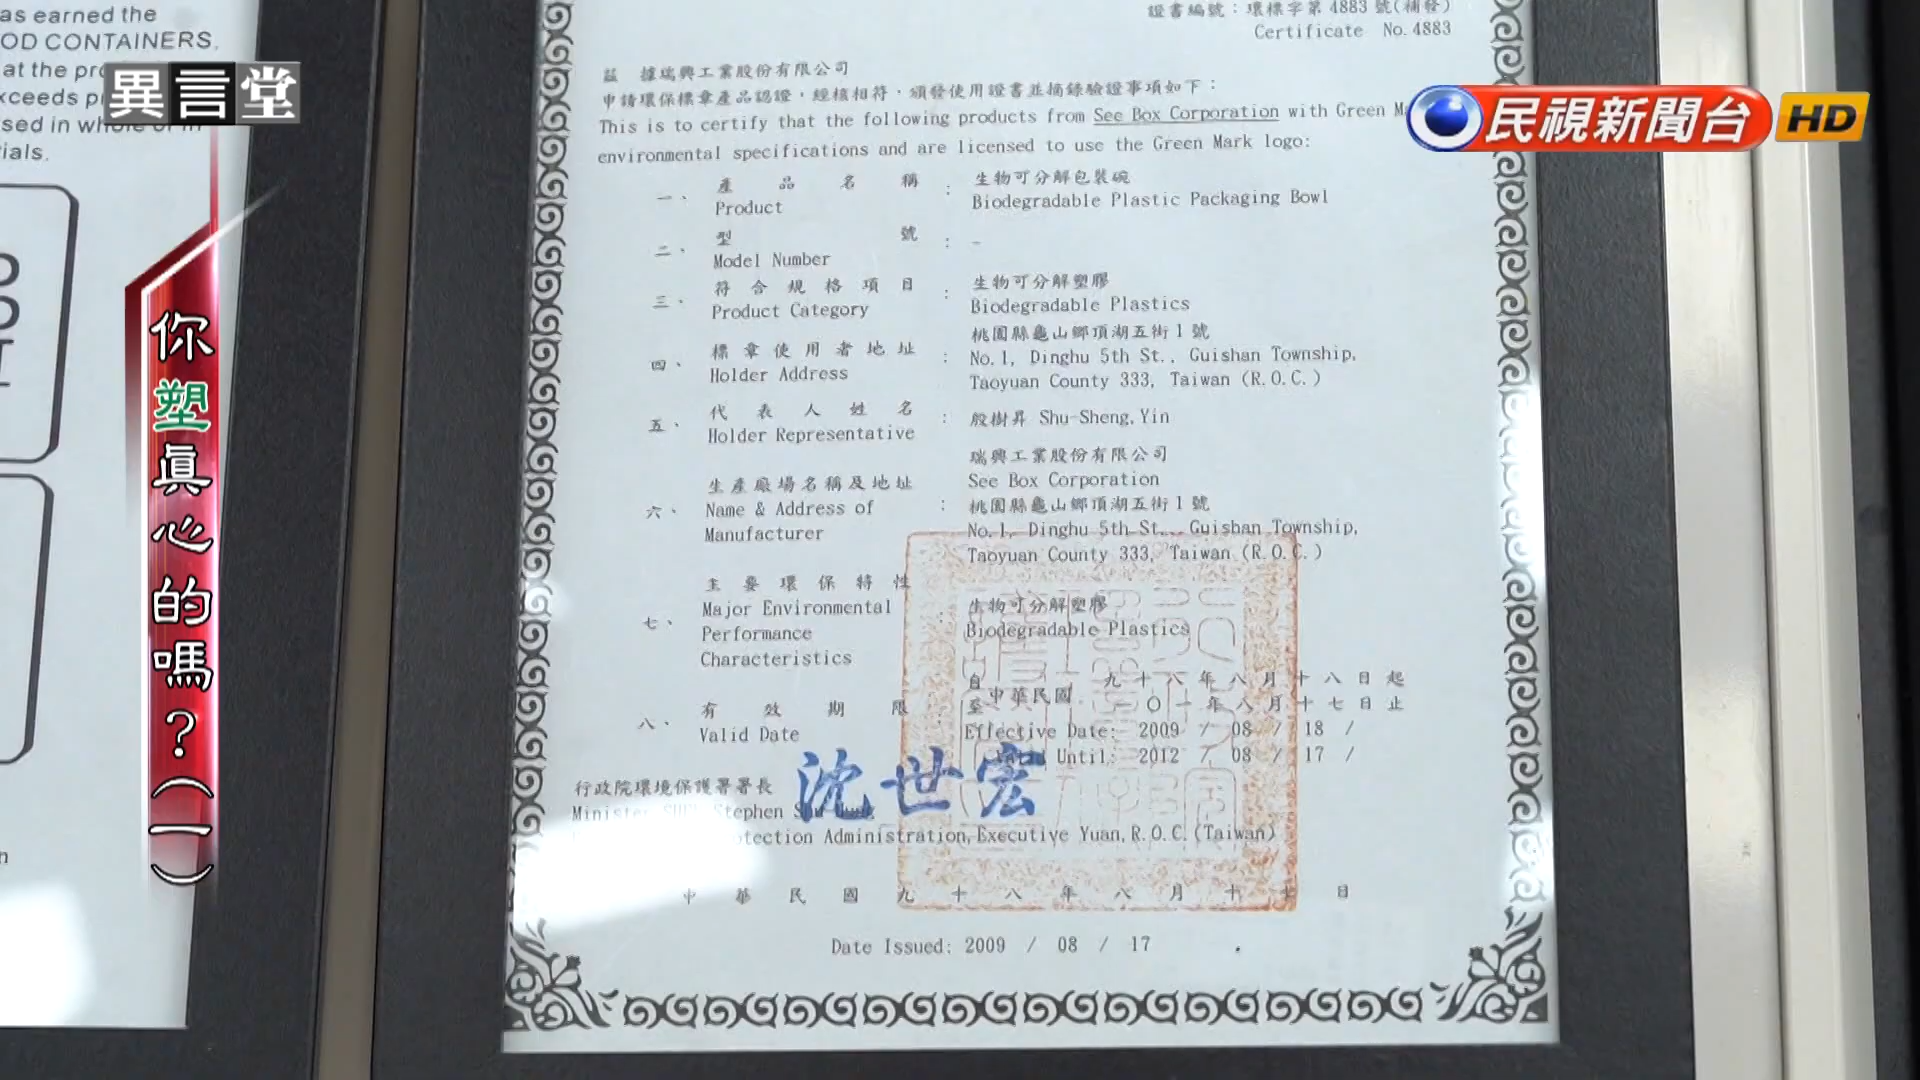 as earned the
OD CONTAINERS.
at the pr
xceeds p
sed in whole or in
ials.
異言堂
民視新聞台 HD
你塑真心的嗎？（一）
證書編號：環標字第 4883 號(補發)
Certificate No.4883
茲 據瑞興工業股份有限公司
申請環保標章產品認證，經核相符，頒發使用證書並摘錄驗證事項如下：
This is to certify that the following products from See Box Corporation with Green M
environmental specifications and are licensed to use the Green Mark logo:
一、 產品名稱 : 生物可分解包裝碗
Product Biodegradable Plastic Packaging Bowl
二、 型號 : -
Model Number
三、 符合規格項目 : 生物可分解塑膠
Product Category Biodegradable Plastics
四、 標章使用者地址 : 桃園縣龜山鄉頂湖五街1號
Holder Address No.1, Dinghu 5th St., Guishan Township,
Taoyuan County 333, Taiwan (R.O.C.)
五、 代表人姓名 : 殷樹昇 Shu-Sheng,Yin
Holder Representative
瑞興工業股份有限公司
See Box Corporation
六、 生產廠場名稱及地址 : 桃園縣龜山鄉頂湖五街1號
Name & Address of Manufacturer No.1, Dinghu 5th St., Guishan Township,
Taoyuan County 333, Taiwan (R.O.C.)
七、 主要環保特性 : 生物可分解塑膠
Major Environmental Biodegradable Plastics
Performance
Characteristics
八、 有效期限 : 自中華民國 九十八年八月十八日起
至 一〇一年八月十七日止
Valid Date Effective Date: 2009 / 08 / 18 /
Valid Until: 2012 / 08 / 17 /
行政院環境保護署署長 沈世宏
Minister Stephen
otection Administration,Executive Yuan,R.O.C.(Taiwan)
中華民國九十八年八月十七日
Date Issued: 2009 / 08 / 17